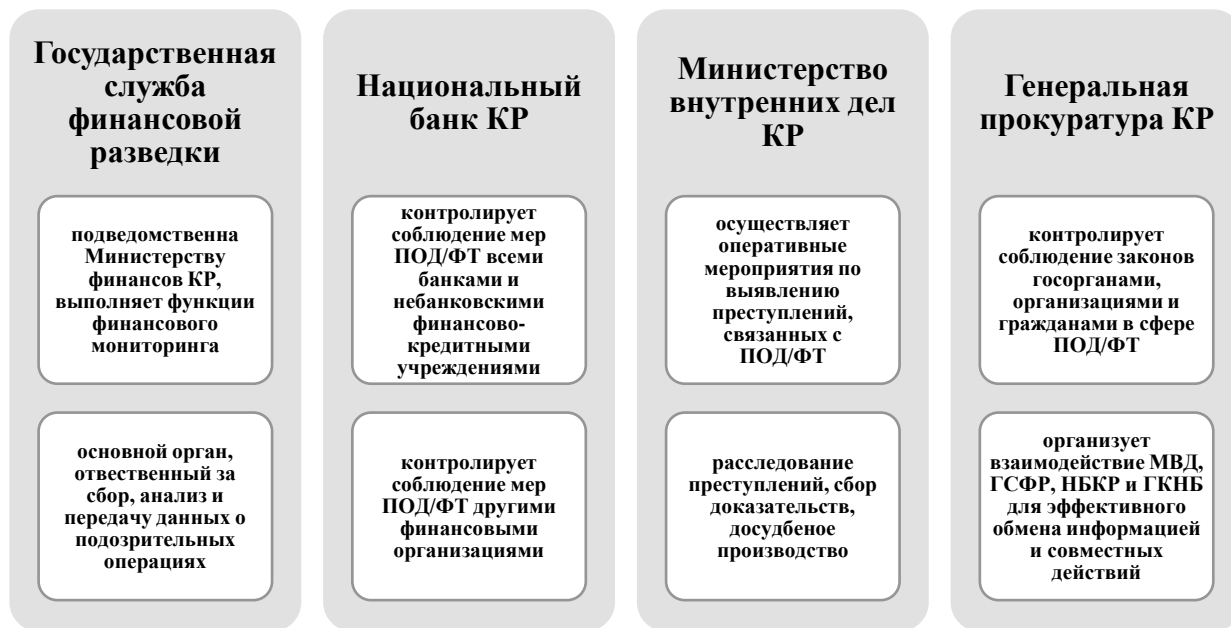 Государственная
служба
финансовой
разведки
подведомственна
Министерству
финансов КР,
выполняет функции
финансового
мониторинга
основной орган,
отвественный за
сбор, анализ и
передачу данных о
подозрительных
операциях
Национальный
банк КР
контролирует
соблюдение мер
ПОД/ФТ всеми
банками и
небанковскими
финансово-
кредитными
учреждениями
контролирует
соблюдение мер
ПОД/ФТ другими
финансовыми
организациями
Министерство
внутренних дел
КР
осуществляет
оперативные
мероприятия по
выявлению
преступлений,
связанных с
ПОД/ФТ
расследование
преступлений, сбор
доказательств,
досудбеное
производство
Генеральная
прокуратура КР
контролирует
соблюдение законов
госорганами,
организациями и
гражданами в сфере
ПОД/ФТ
организует
взаимодействие МВД,
ГСФР, НБКР и ГКНБ
для эффективного
обмена информацией
и совместных
действий